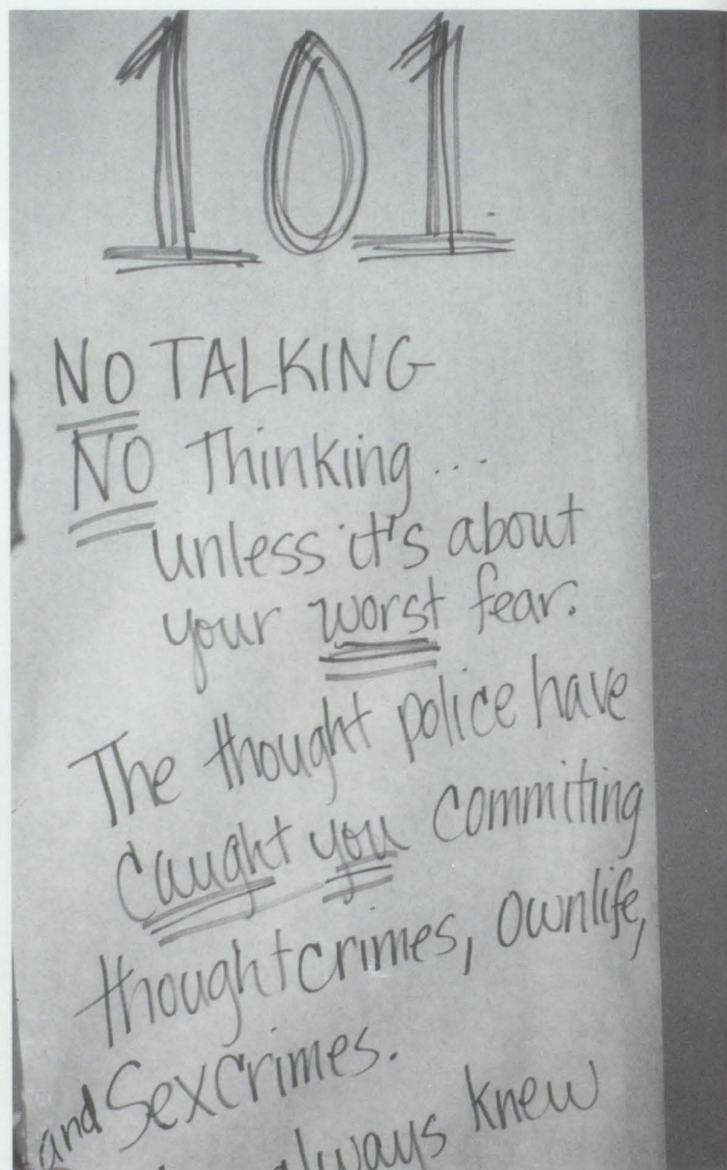 101
NO TALKING
NO Thinking...
unless it's about
your worst fear.
The thought police have
caught you commiting
thoughtcrimes, ownlife,
and Sexcrimes.
always knew